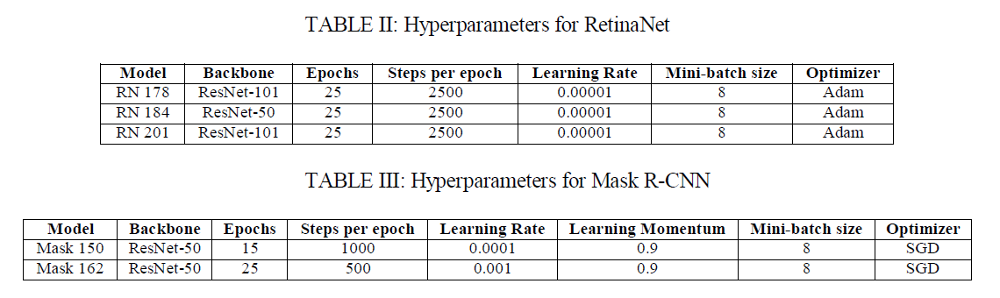 TABLE II: Hyperparameters for RetinaNet
Model Backbone Epochs Steps per epoch Learning Rate Mini-batch size Optimizer
RN 178 ResNet-101 25 2500 0.00001 8 Adam
RN 184 ResNet-50 25 2500 0.00001 8 Adam
RN 201 ResNet-101 25 2500 0.00001 8 Adam
TABLE III: Hyperparameters for Mask R-CNN
Model Backbone Epochs Steps per epoch Learning Rate Learning Momentum Mini-batch size Optimizer
Mask 150 ResNet-50 15 1000 0.0001 0.9 8 SGD
Mask 162 ResNet-50 25 500 0.001 0.9 8 SGD